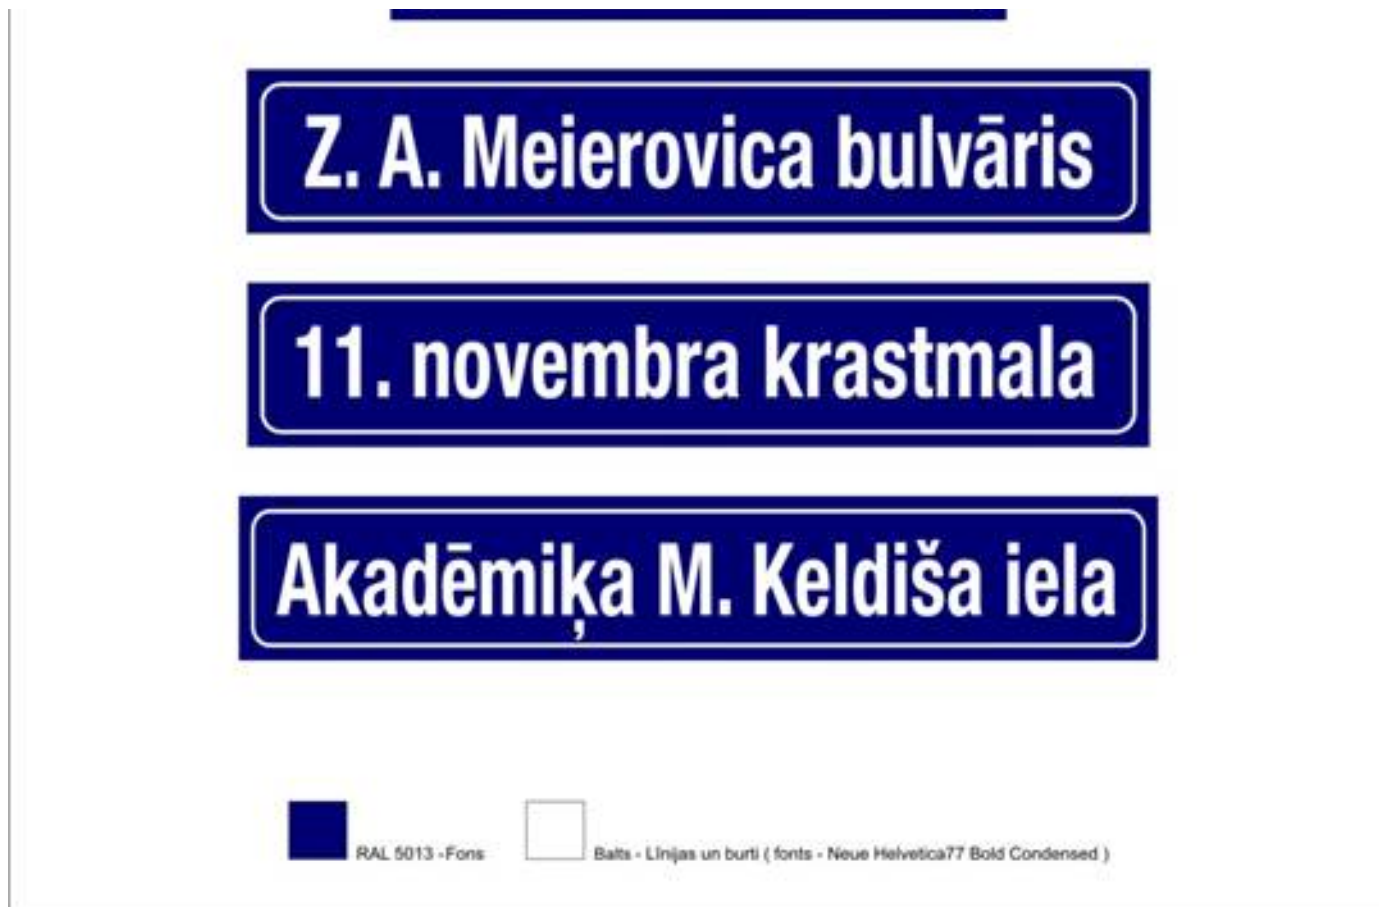 Z. A. Meierovica bulvāris
11. novembra krastmala
Akadēmiķa M. Keldiša iela
RAL 5013 -Fons
Balts - Līnijas un burti ( fonts - Neue Helvetica77 Bold Condensed )